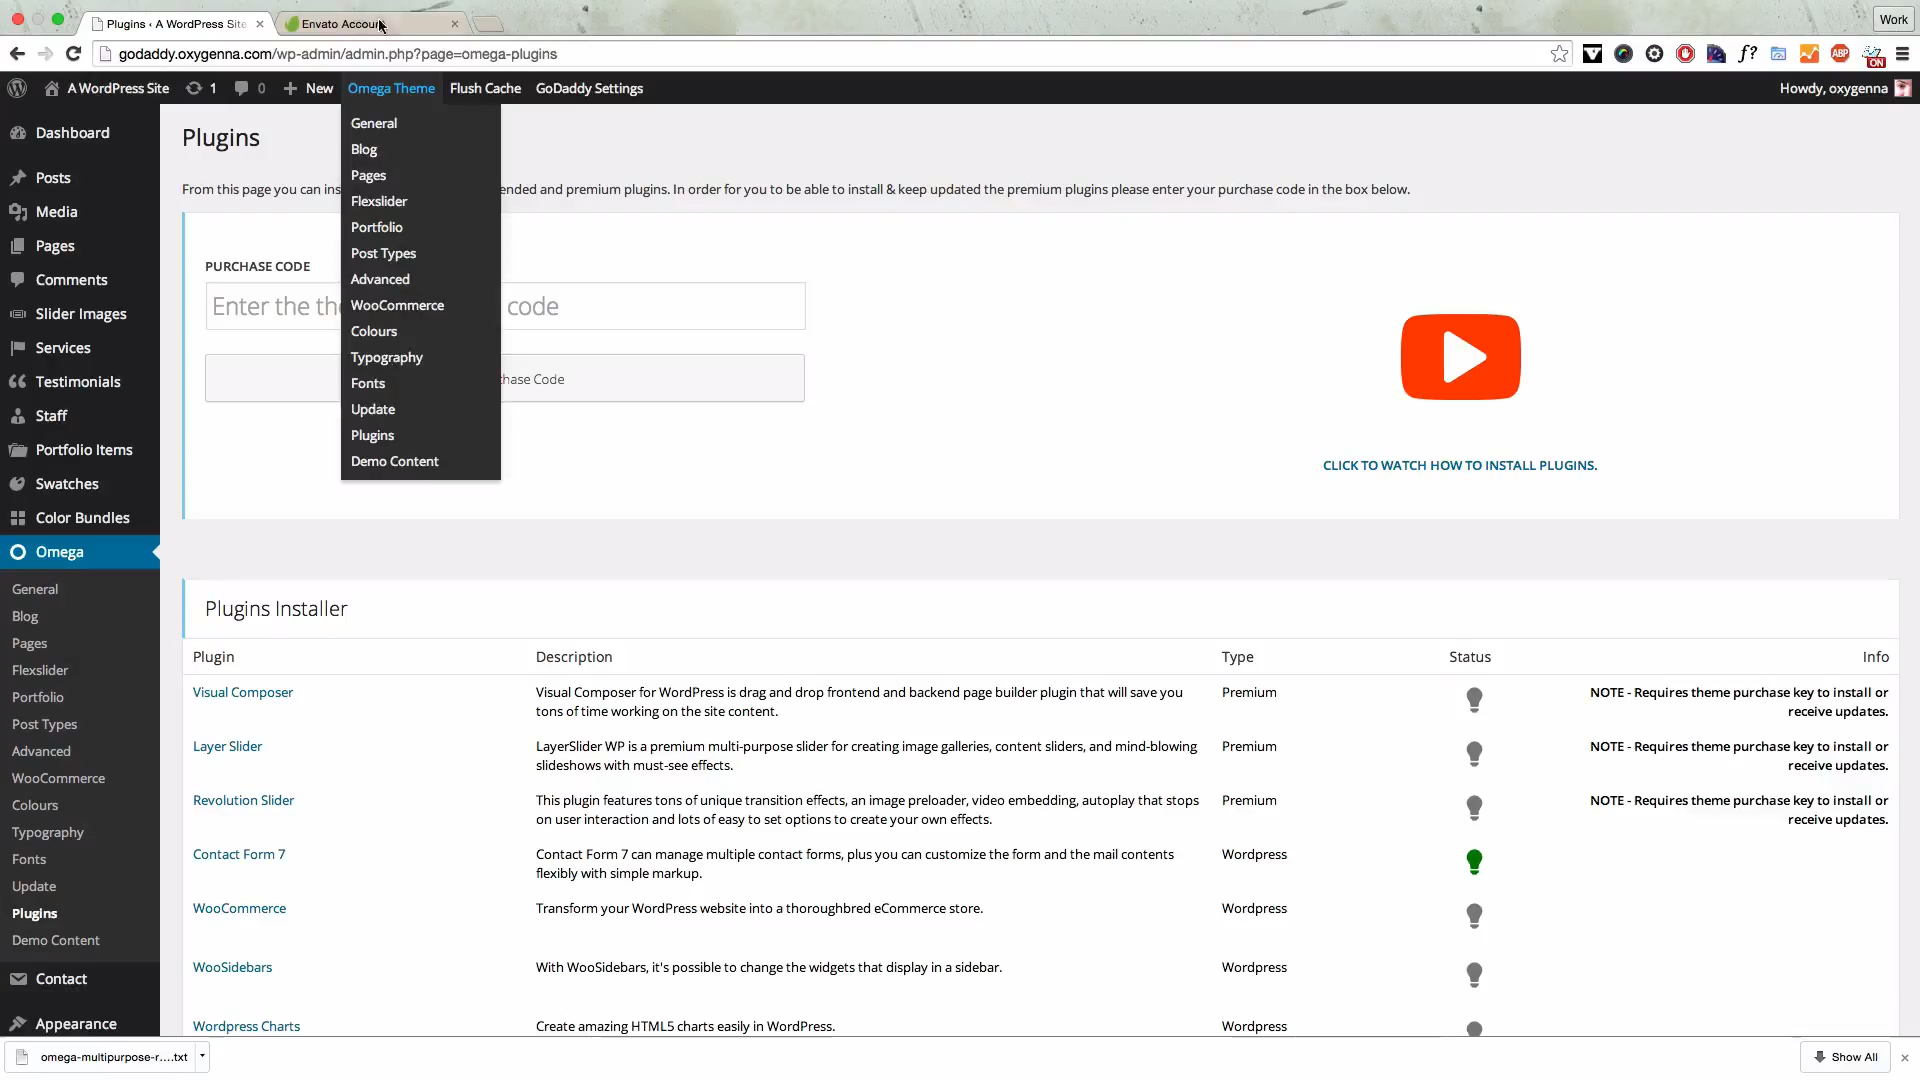 Plugins ‹ A WordPress Site
Envato Accoun
Work
godaddy.oxygenna.com/wp-admin/admin.php?page=omega-plugins
f?
ABP
ON
A WordPress Site
1
0
New
Omega Theme
Flush Cache
GoDaddy Settings
Howdy, oxygenna
General
Blog
Pages
Flexslider
Portfolio
Post Types
Advanced
WooCommerce
Colours
Typography
Fonts
Update
Plugins
Demo Content
Dashboard
Posts
Media
Pages
Comments
Slider Images
Services
Testimonials
Staff
Portfolio Items
Swatches
Color Bundles
Omega
General
Blog
Pages
Flexslider
Portfolio
Post Types
Advanced
WooCommerce
Colours
Typography
Fonts
Update
Plugins
Demo Content
Contact
Appearance
Plugins
From this page you can ins ended and premium plugins. In order for you to be able to install & keep updated the premium plugins please enter your purchase code in the box below.
PURCHASE CODE
Enter the the code
hase Code
CLICK TO WATCH HOW TO INSTALL PLUGINS.
Plugins Installer
Plugin Description Type Status Info
Visual Composer
Visual Composer for WordPress is drag and drop frontend and backend page builder plugin that will save you
tons of time working on the site content.
Premium
NOTE - Requires theme purchase key to install or
receive updates.
Layer Slider
LayerSlider WP is a premium multi-purpose slider for creating image galleries, content sliders, and mind-blowing
slideshows with must-see effects.
Premium
NOTE - Requires theme purchase key to install or
receive updates.
Revolution Slider
This plugin features tons of unique transition effects, an image preloader, video embedding, autoplay that stops
on user interaction and lots of easy to set options to create your own effects.
Premium
NOTE - Requires theme purchase key to install or
receive updates.
Contact Form 7
Contact Form 7 can manage multiple contact forms, plus you can customize the form and the mail contents
flexibly with simple markup.
Wordpress
WooCommerce
Transform your WordPress website into a thoroughbred eCommerce store.
Wordpress
WooSidebars
With WooSidebars, it's possible to change the widgets that display in a sidebar.
Wordpress
Wordpress Charts
Create amazing HTML5 charts easily in WordPress.
Wordpress
omega-multipurpose-r....txt
Show All